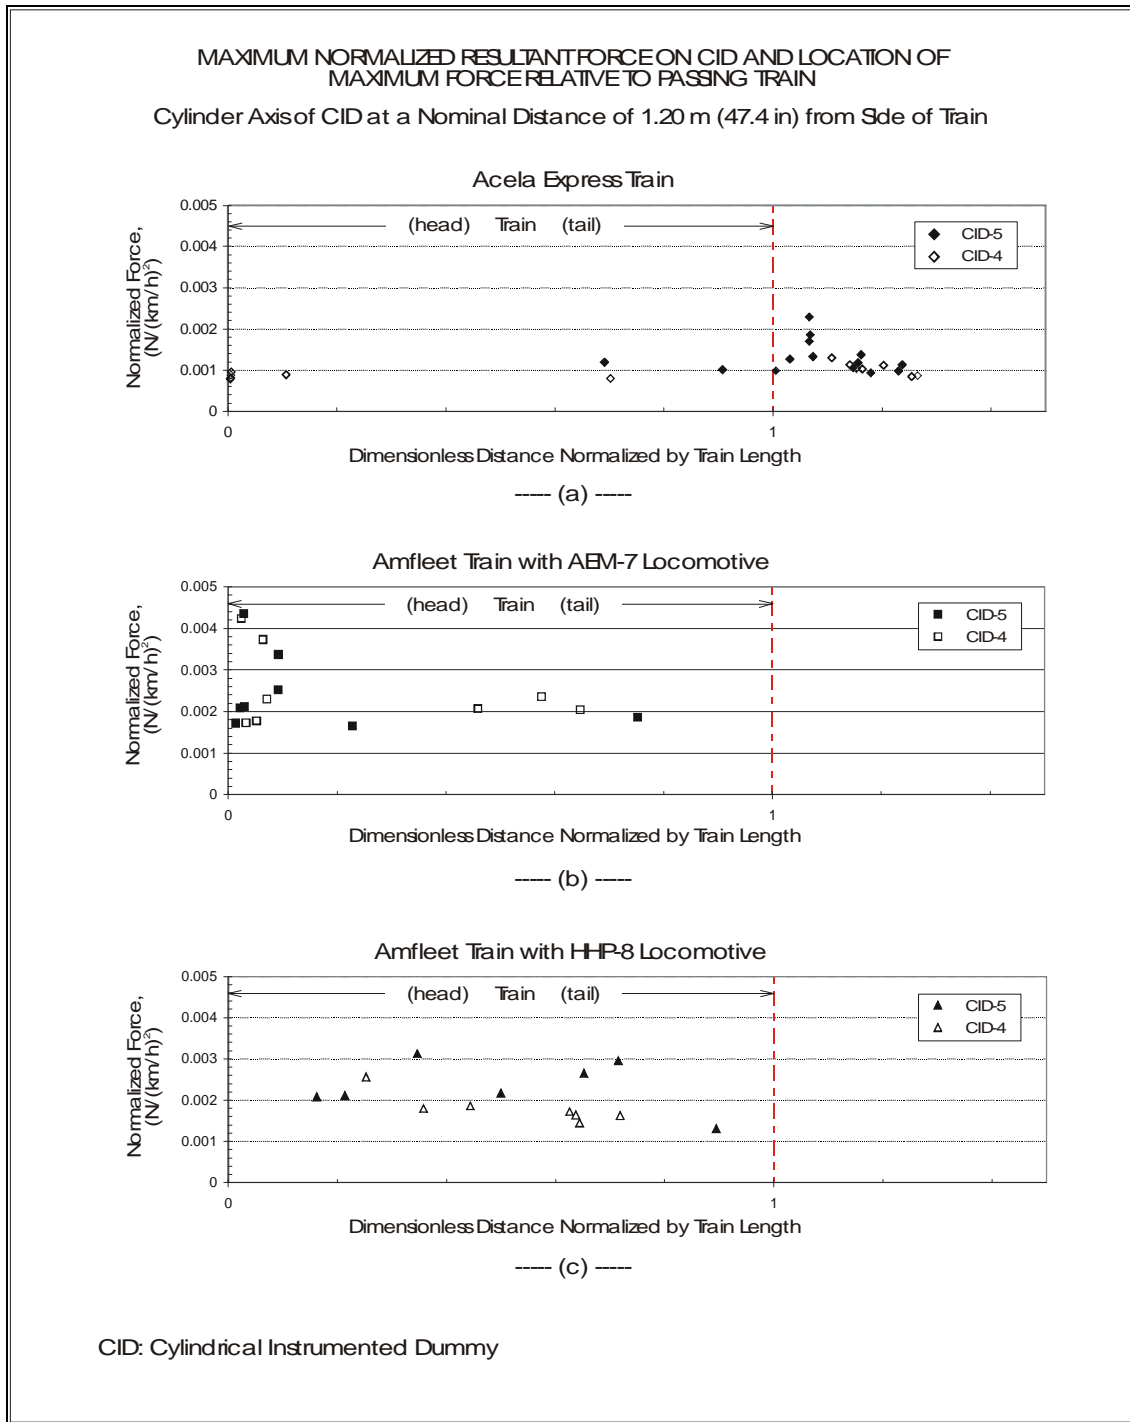 MAXIMUM NORMALIZED RESULTANT FORCE ON CID AND LOCATION OF
MAXIMUM FORCE RELATIVE TO PASSING TRAIN
Cylinder Axis of CID at a Nominal Distance of 1.20 m (47.4 in) from Side of Train
Acela Express Train
Normalized Force,
(N/(km/h)²)
0.005
0.004
0.003
0.002
0.001
0
(head) Train (tail)
CID-5
CID-4
0 1
Dimensionless Distance Normalized by Train Length
----- (a) -----
Amfleet Train with AEM-7 Locomotive
Normalized Force,
(N/(km/h)²)
0.005
0.004
0.003
0.002
0.001
0
(head) Train (tail)
CID-5
CID-4
0 1
Dimensionless Distance Normalized by Train Length
----- (b) -----
Amfleet Train with HHP-8 Locomotive
Normalized Force,
(N/(km/h)²)
0.005
0.004
0.003
0.002
0.001
0
(head) Train (tail)
CID-5
CID-4
0 1
Dimensionless Distance Normalized by Train Length
----- (c) -----
CID: Cylindrical Instrumented Dummy